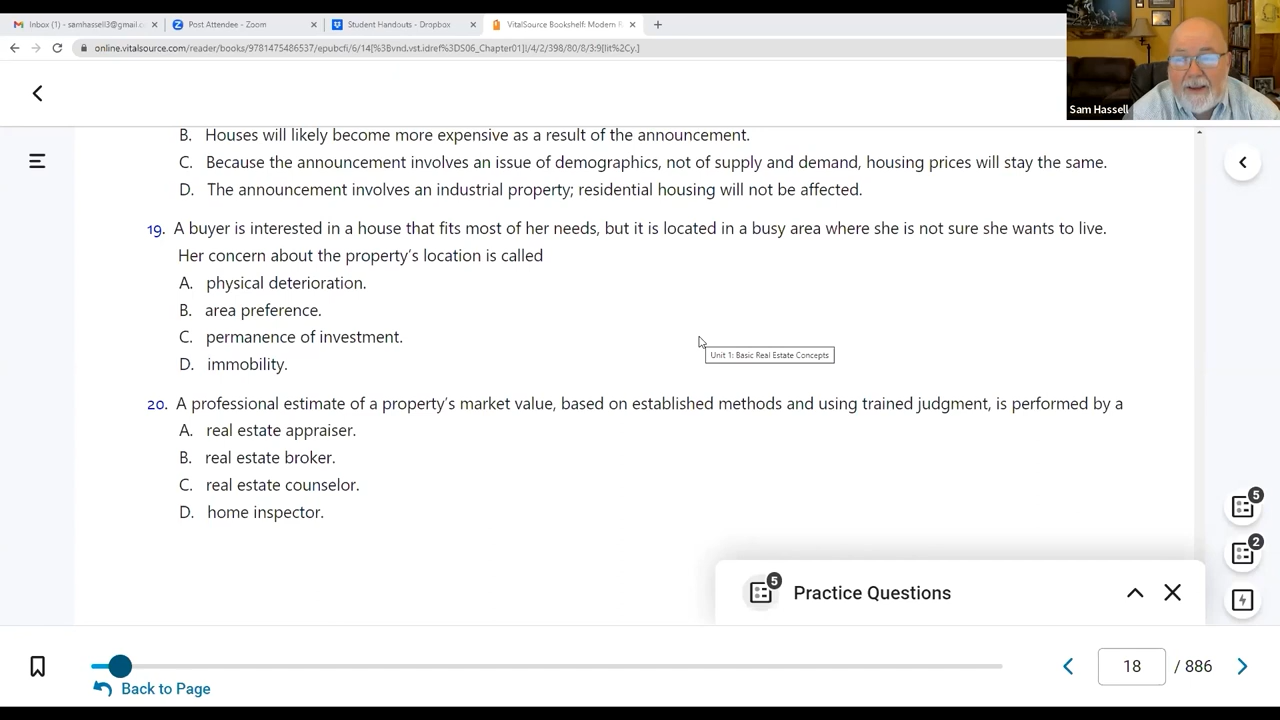 Inbox (1) - samhassell3@gmail.c
Post Attendee - Zoom
Student Handouts - Dropbox
VitalSource Bookshelf: Modern R
online.vitalsource.com/reader/books/9781475486537/epubcfi/6/14[%3Bvnd.vst.idref%3DS06_Chapter01]!/4/2/398/80/8/3:9[lit%2Cy.]
Sam Hassell
B. Houses will likely become more expensive as a result of the announcement.
C. Because the announcement involves an issue of demographics, not of supply and demand, housing prices will stay the same.
D. The announcement involves an industrial property; residential housing will not be affected.
19. A buyer is interested in a house that fits most of her needs, but it is located in a busy area where she is not sure she wants to live.
Her concern about the property's location is called
A. physical deterioration.
B. area preference.
C. permanence of investment.
D. immobility.
Unit 1: Basic Real Estate Concepts
20. A professional estimate of a property's market value, based on established methods and using trained judgment, is performed by a
A. real estate appraiser.
B. real estate broker.
C. real estate counselor.
D. home inspector.
5
2
5
Practice Questions
18 / 886
Back to Page